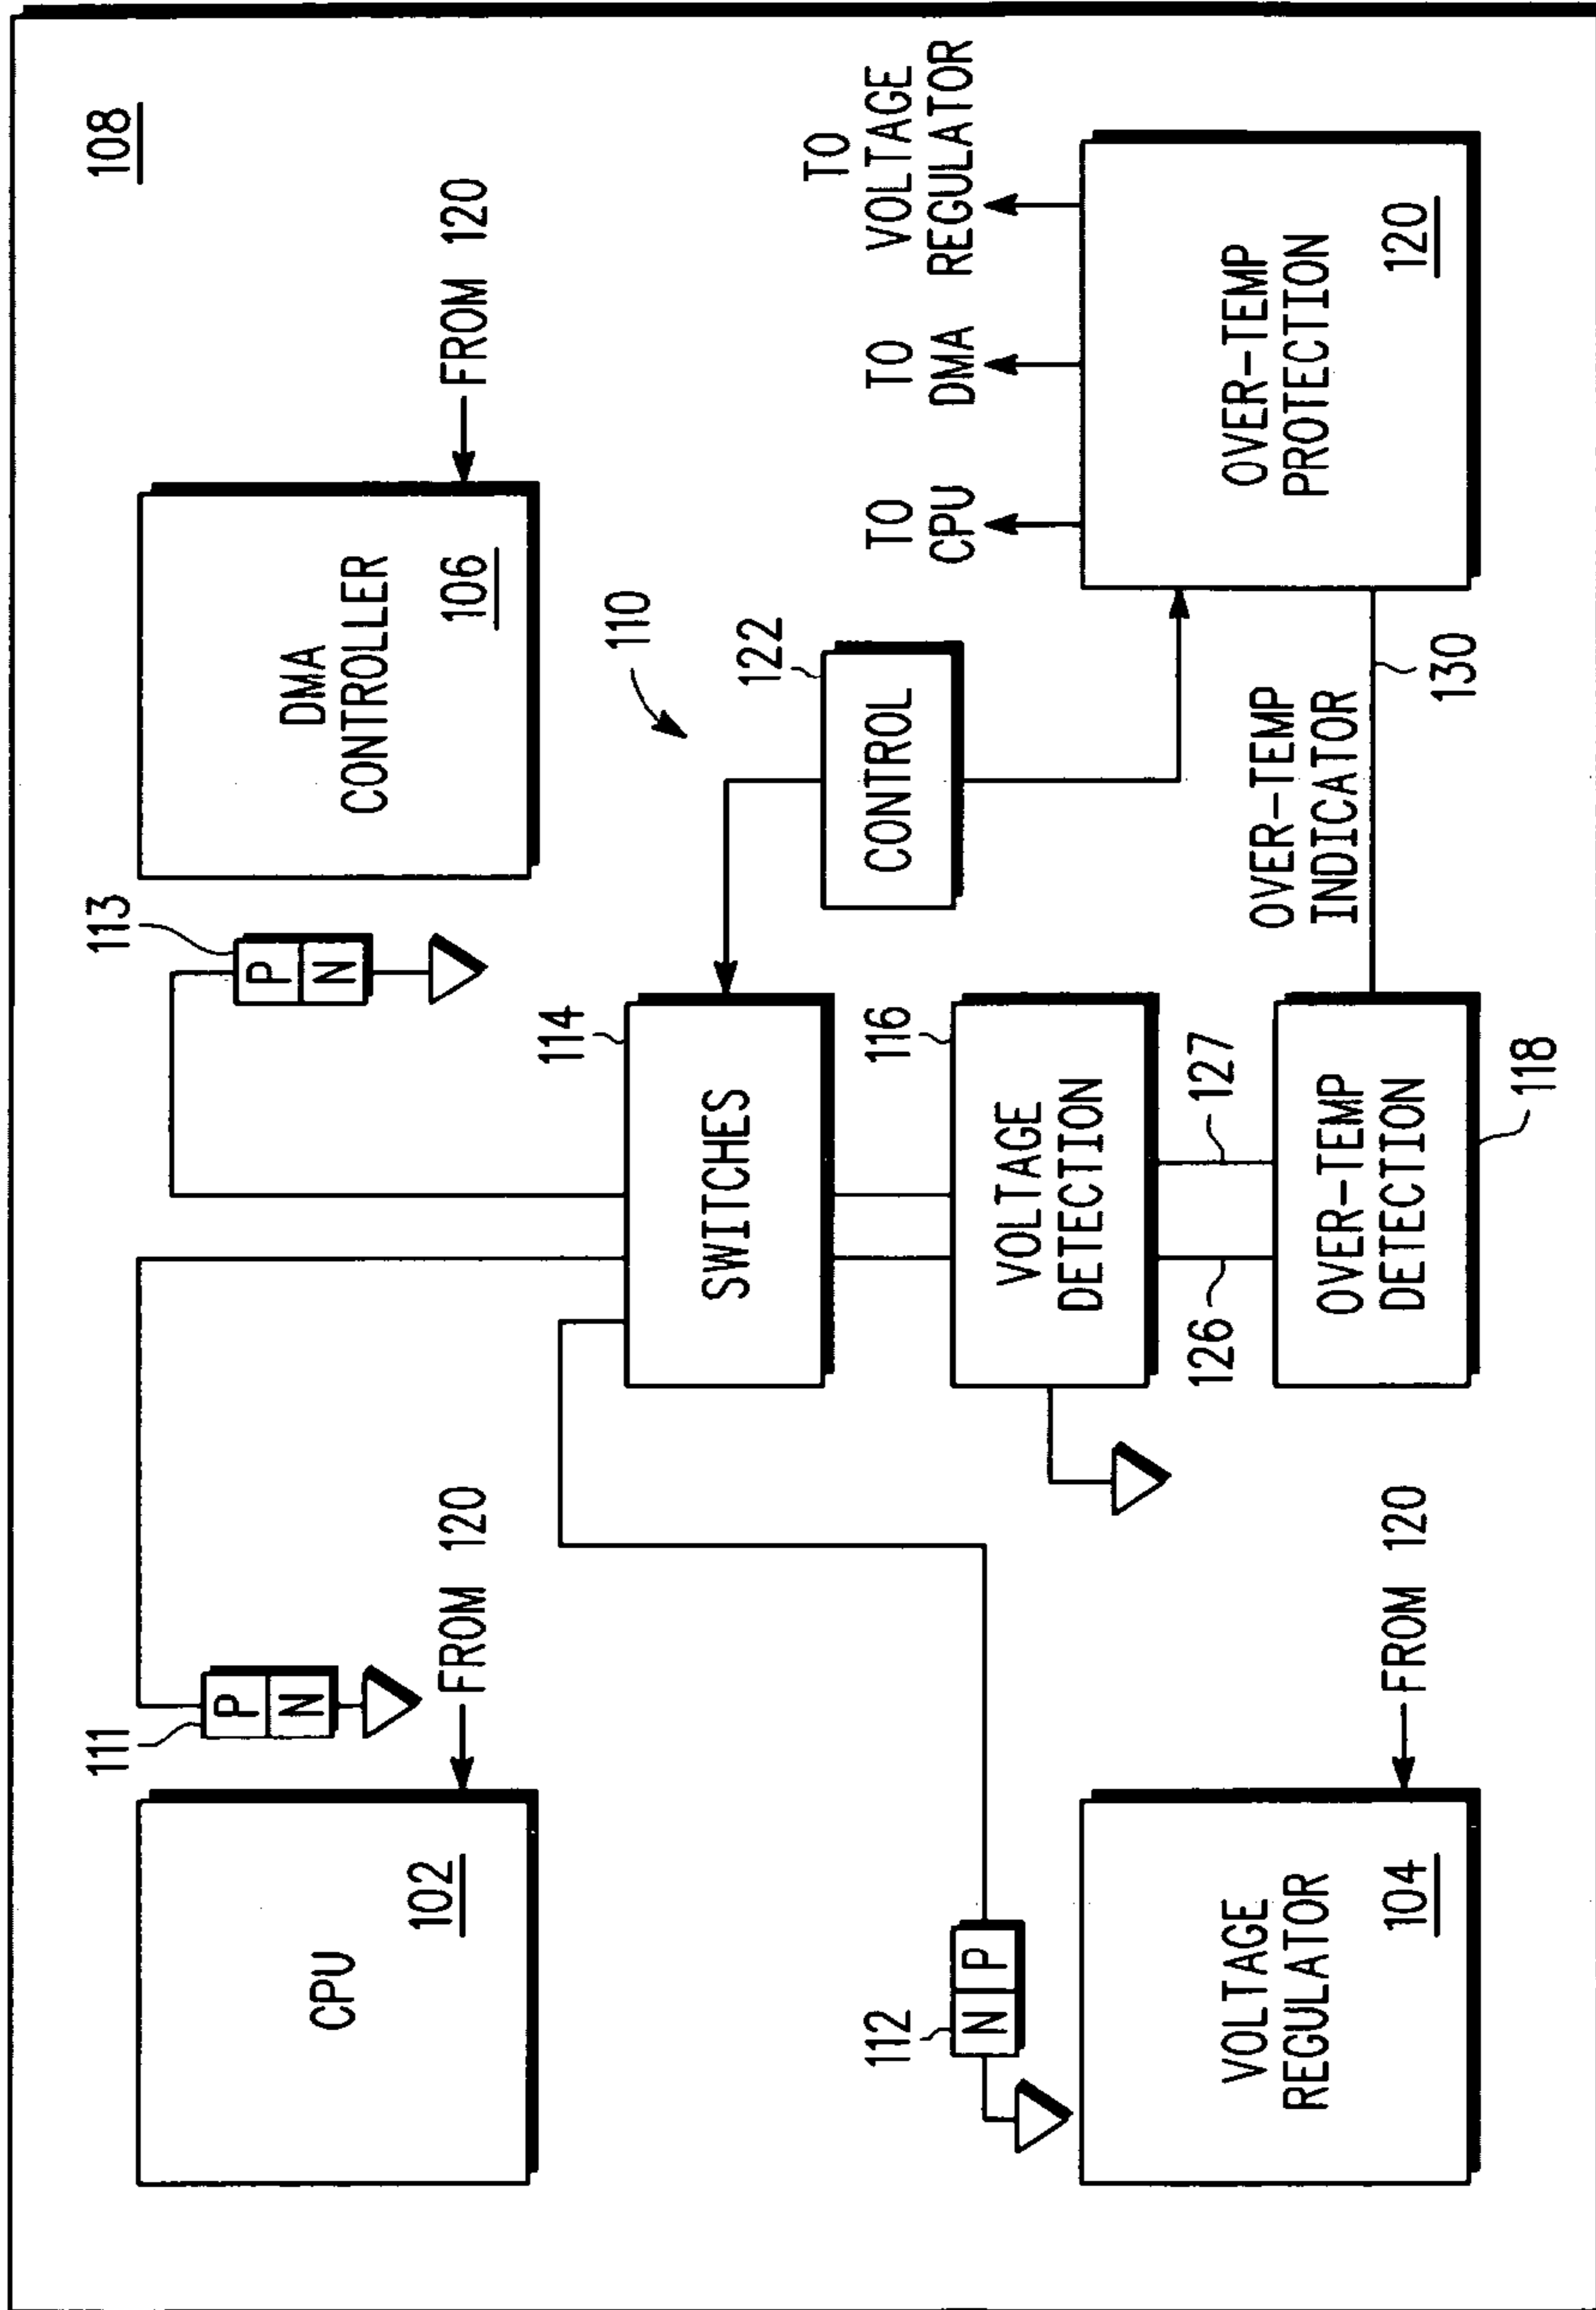 108
CPU
102
111
P
N
FROM 120
113
P
N
DMA
CONTROLLER
106
FROM 120
110
114
SWITCHES
122
CONTROL
112
N
P
116
VOLTAGE
DETECTION
TO
CPU
TO
DMA
TO
VOLTAGE
REGULATOR
126
127
VOLTAGE
REGULATOR
104
FROM 120
OVER-TEMP
DETECTION
118
OVER-TEMP
INDICATOR
130
OVER-TEMP
PROTECTION
120